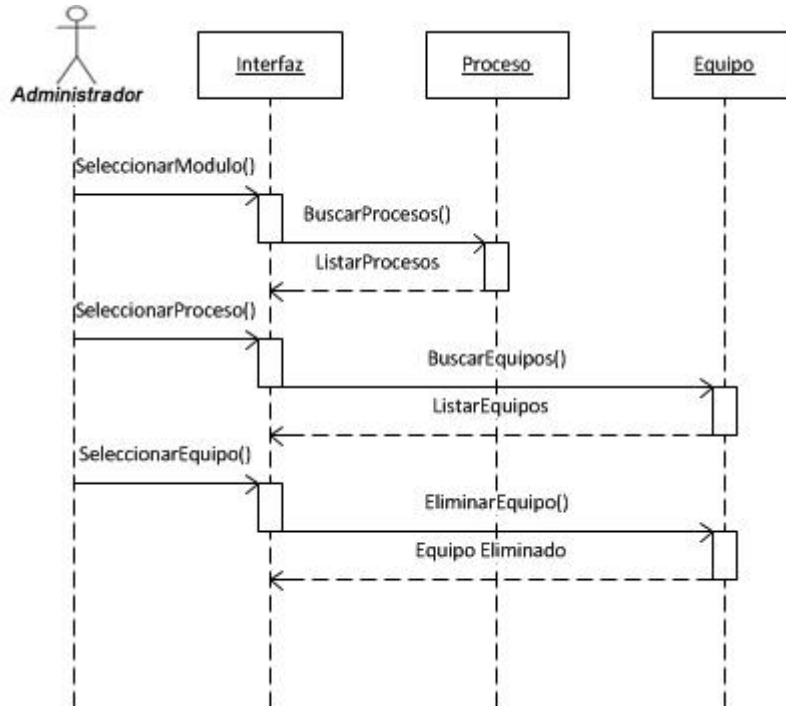 Administrador
Interfaz
Proceso
Equipo
SeleccionarModulo()
BuscarProcesos()
ListarProcesos
SeleccionarProceso()
BuscarEquipos()
ListarEquipos
SeleccionarEquipo()
EliminarEquipo()
Equipo Eliminado